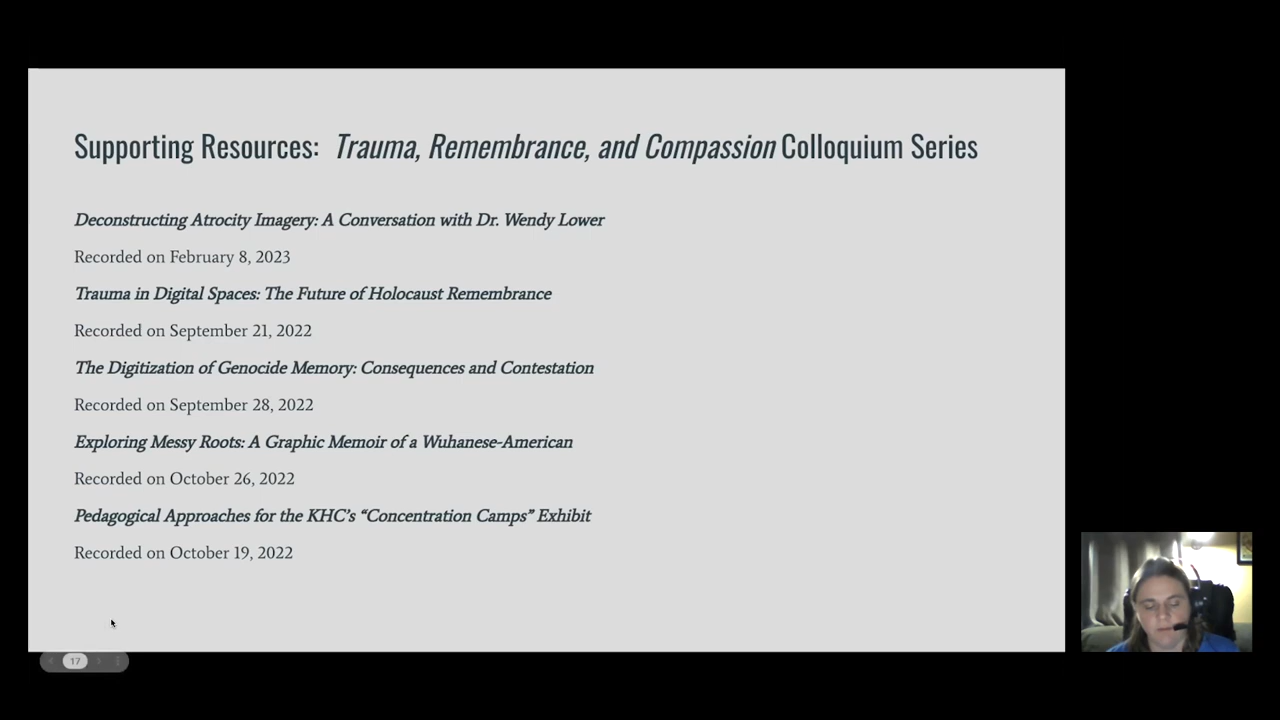 Supporting Resources: Trauma, Remembrance, and Compassion Colloquium Series
Deconstructing Atrocity Imagery: A Conversation with Dr. Wendy Lower
Recorded on February 8, 2023
Trauma in Digital Spaces: The Future of Holocaust Remembrance
Recorded on September 21, 2022
The Digitization of Genocide Memory: Consequences and Contestation
Recorded on September 28, 2022
Exploring Messy Roots: A Graphic Memoir of a Wuhanese-American
Recorded on October 26, 2022
Pedagogical Approaches for the KHC’s “Concentration Camps” Exhibit
Recorded on October 19, 2022
17